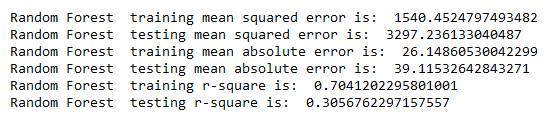 Random Forest  training mean squared error is:  1540.4524797493482
Random Forest  testing mean squared error is:  3297.236133040487
Random Forest  training mean absolute error is:  26.14860530042299
Random Forest  testing mean absolute error is:  39.11532642843271
Random Forest  training r-square is:  0.7041202295801001
Random Forest  testing r-square is:  0.3056762297157557